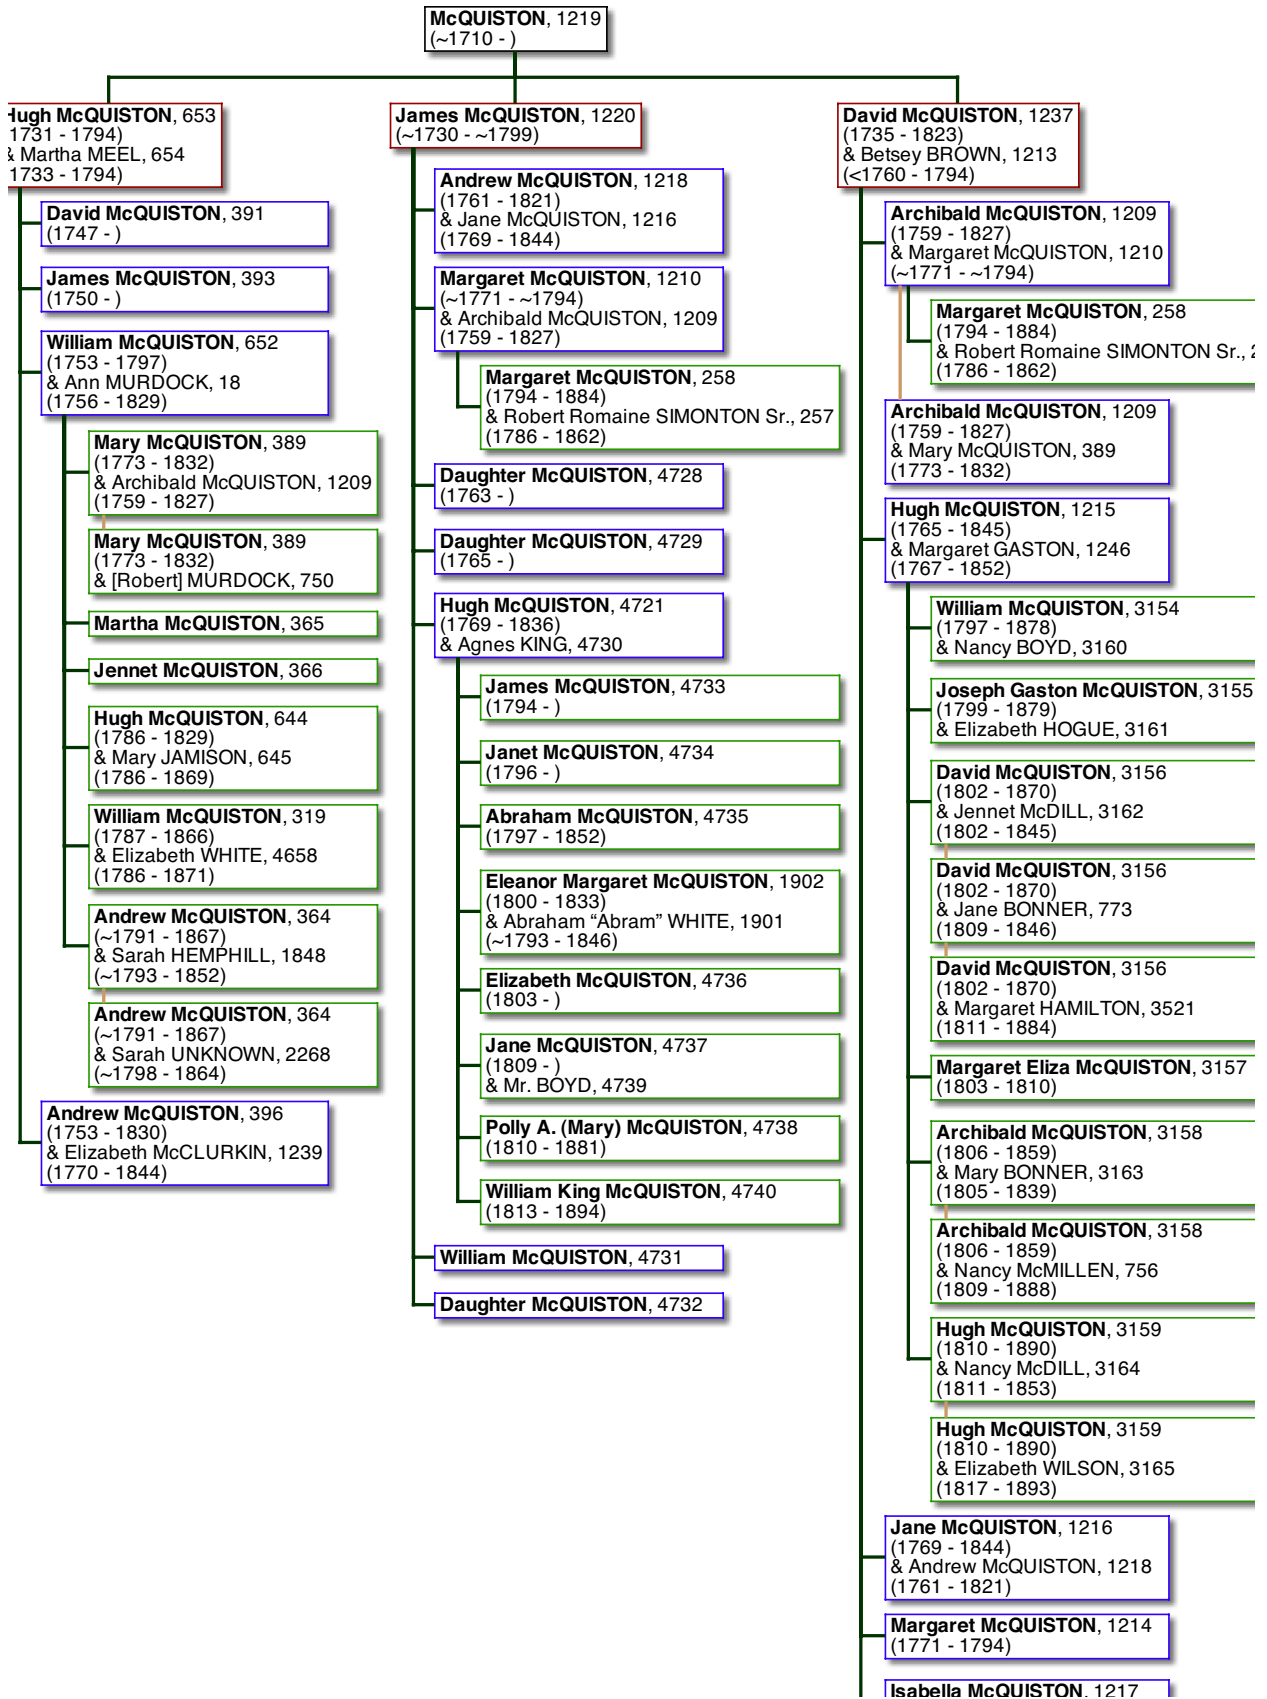 McQUISTON, 1219
(~1710 - )
Hugh McQUISTON, 653
1731 - 1794)
& Martha MEEL, 654
1733 - 1794)
David McQUISTON, 391
(1747 - )
James McQUISTON, 393
(1750 - )
William McQUISTON, 652
(1753 - 1797)
& Ann MURDOCK, 18
(1756 - 1829)
Mary McQUISTON, 389
(1773 - 1832)
& Archibald McQUISTON, 1209
(1759 - 1827)
Mary McQUISTON, 389
(1773 - 1832)
& [Robert] MURDOCK, 750
Martha McQUISTON, 365
Jennet McQUISTON, 366
Hugh McQUISTON, 644
(1786 - 1829)
& Mary JAMISON, 645
(1786 - 1869)
William McQUISTON, 319
(1787 - 1866)
& Elizabeth WHITE, 4658
(1786 - 1871)
Andrew McQUISTON, 364
(~1791 - 1867)
& Sarah HEMPHILL, 1848
(~1793 - 1852)
Andrew McQUISTON, 364
(~1791 - 1867)
& Sarah UNKNOWN, 2268
(~1798 - 1864)
Andrew McQUISTON, 396
(1753 - 1830)
& Elizabeth McCLURKIN, 1239
(1770 - 1844)
James McQUISTON, 1220
(~1730 - ~1799)
Andrew McQUISTON, 1218
(1761 - 1821)
& Jane McQUISTON, 1216
(1769 - 1844)
Margaret McQUISTON, 1210
(~1771 - ~1794)
& Archibald McQUISTON, 1209
(1759 - 1827)
Margaret McQUISTON, 258
(1794 - 1884)
& Robert Romaine SIMONTON Sr., 257
(1786 - 1862)
Daughter McQUISTON, 4728
(1763 - )
Daughter McQUISTON, 4729
(1765 - )
Hugh McQUISTON, 4721
(1769 - 1836)
& Agnes KING, 4730
James McQUISTON, 4733
(1794 - )
Janet McQUISTON, 4734
(1796 - )
Abraham McQUISTON, 4735
(1797 - 1852)
Eleanor Margaret McQUISTON, 1902
(1800 - 1833)
& Abraham “Abram” WHITE, 1901
(~1793 - 1846)
Elizabeth McQUISTON, 4736
(1803 - )
Jane McQUISTON, 4737
(1809 - )
& Mr. BOYD, 4739
Polly A. (Mary) McQUISTON, 4738
(1810 - 1881)
William King McQUISTON, 4740
(1813 - 1894)
William McQUISTON, 4731
Daughter McQUISTON, 4732
David McQUISTON, 1237
(1735 - 1823)
& Betsey BROWN, 1213
(<1760 - 1794)
Archibald McQUISTON, 1209
(1759 - 1827)
& Margaret McQUISTON, 1210
(~1771 - ~1794)
Margaret McQUISTON, 258
(1794 - 1884)
& Robert Romaine SIMONTON Sr., 2
(1786 - 1862)
Archibald McQUISTON, 1209
(1759 - 1827)
& Mary McQUISTON, 389
(1773 - 1832)
Hugh McQUISTON, 1215
(1765 - 1845)
& Margaret GASTON, 1246
(1767 - 1852)
William McQUISTON, 3154
(1797 - 1878)
& Nancy BOYD, 3160
Joseph Gaston McQUISTON, 3155
(1799 - 1879)
& Elizabeth HOGUE, 3161
David McQUISTON, 3156
(1802 - 1870)
& Jennet McDILL, 3162
(1802 - 1845)
David McQUISTON, 3156
(1802 - 1870)
& Jane BONNER, 773
(1809 - 1846)
David McQUISTON, 3156
(1802 - 1870)
& Margaret HAMILTON, 3521
(1811 - 1884)
Margaret Eliza McQUISTON, 3157
(1803 - 1810)
Archibald McQUISTON, 3158
(1806 - 1859)
& Mary BONNER, 3163
(1805 - 1839)
Archibald McQUISTON, 3158
(1806 - 1859)
& Nancy McMILLEN, 756
(1809 - 1888)
Hugh McQUISTON, 3159
(1810 - 1890)
& Nancy McDILL, 3164
(1811 - 1853)
Hugh McQUISTON, 3159
(1810 - 1890)
& Elizabeth WILSON, 3165
(1817 - 1893)
Jane McQUISTON, 1216
(1769 - 1844)
& Andrew McQUISTON, 1218
(1761 - 1821)
Margaret McQUISTON, 1214
(1771 - 1794)
Isabella McQUISTON, 1217